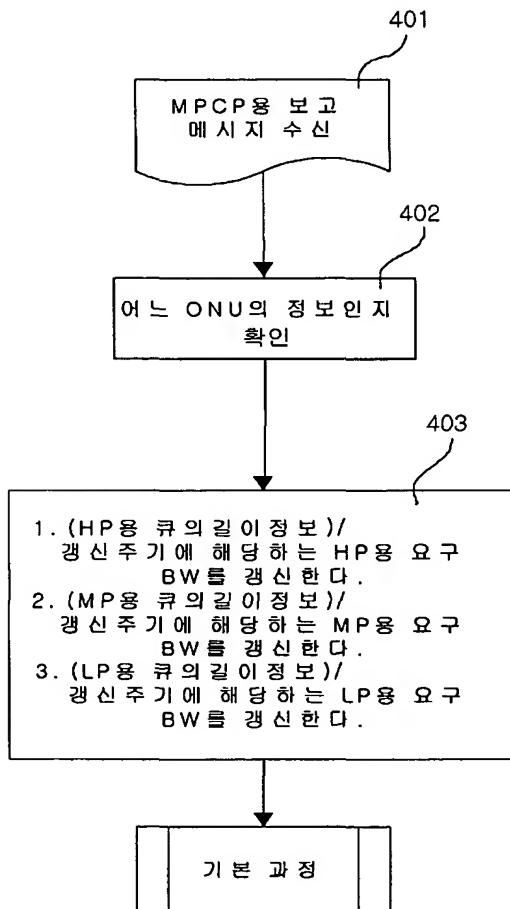 401
MPCP용 보고
메시지 수신
402
어느 ONU의 정보인지
확인
403
1. (HP용 큐의길이정보)/
갱신주기에 해당하는 HP용 요구
BW를 갱신한다.
2. (MP용 큐의길이정보)/
갱신주기에 해당하는 MP용 요구
BW를 갱신한다.
3. (LP용 큐의길이정보)/
갱신주기에 해당하는 LP용 요구
BW를 갱신한다.
기본 과정